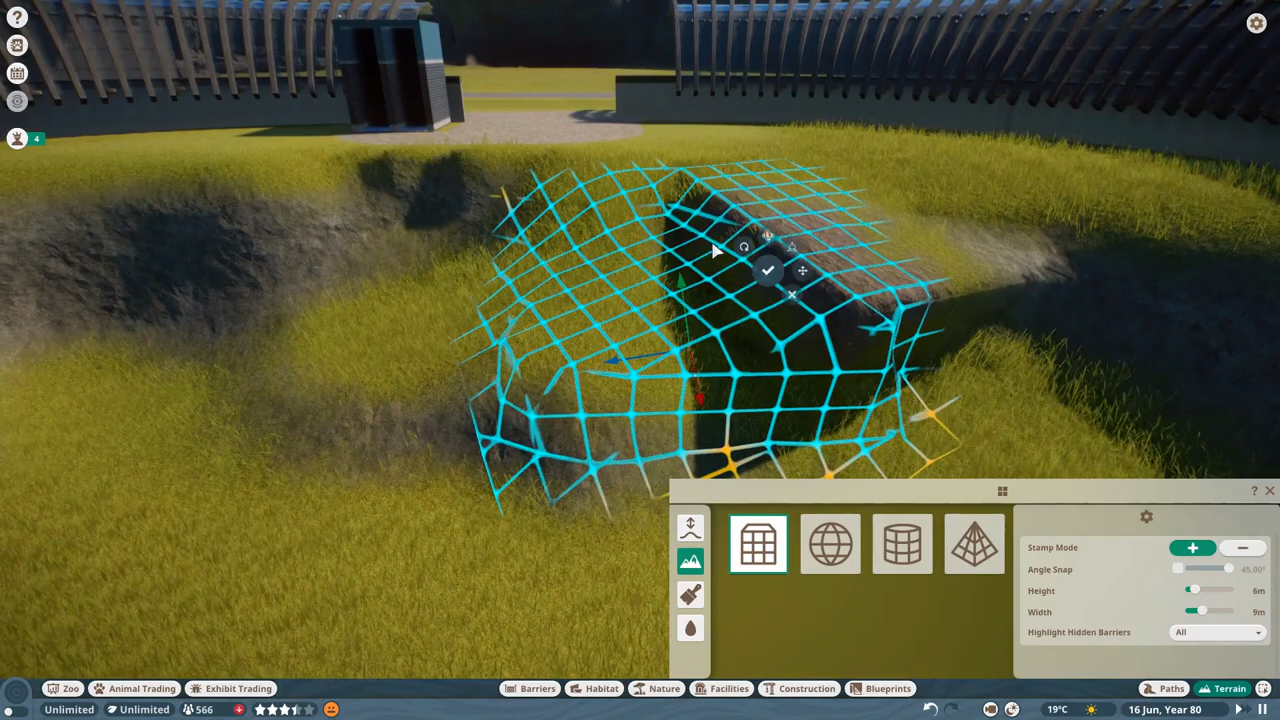 4
?
Stamp Mode
Angle Snap 45.00°
Height 6m
Width 9m
Highlight Hidden Barriers All
Zoo Animal Trading Exhibit Trading Barriers Habitat Nature Facilities Construction Blueprints Paths Terrain
Unlimited Unlimited 566 19°C 16 Jun, Year 80